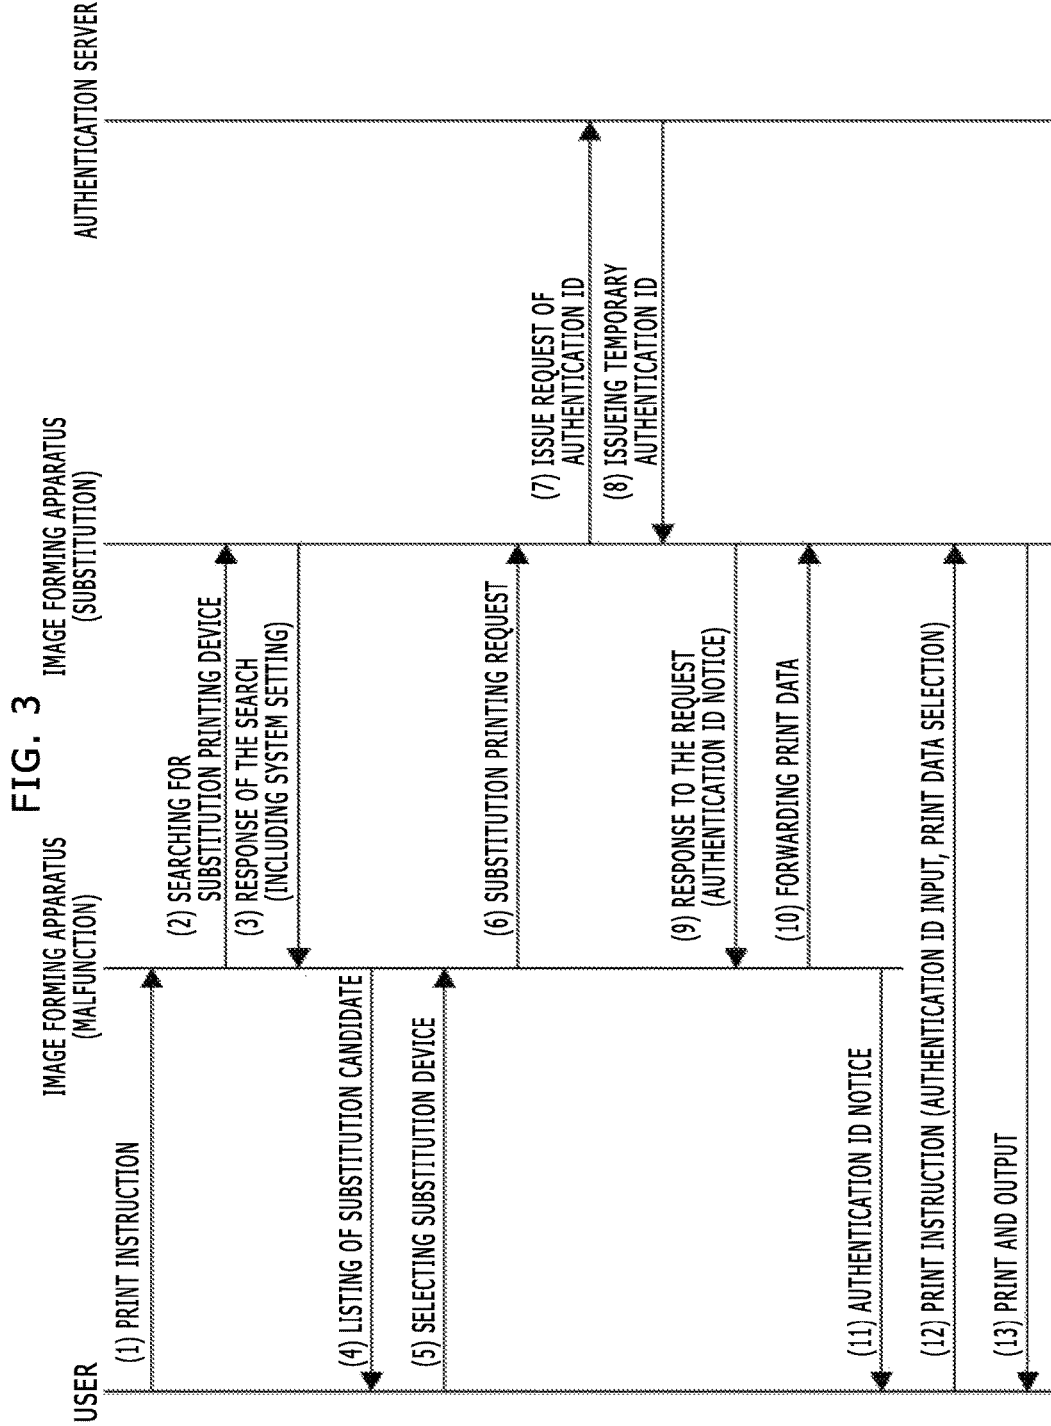 FIG. 3
USER
IMAGE FORMING APPARATUS
(MALFUNCTION)
IMAGE FORMING APPARATUS
(SUBSTITUTION)
AUTHENTICATION SERVER
(1) PRINT INSTRUCTION
(2) SEARCHING FOR
SUBSTITUTION PRINTING DEVICE
(3) RESPONSE OF THE SEARCH
(INCLUDING SYSTEM SETTING)
(4) LISTING OF SUBSTITUTION CANDIDATE
(5) SELECTING SUBSTITUTION DEVICE
(6) SUBSTITUTION PRINTING REQUEST
(7) ISSUE REQUEST OF
AUTHENTICATION ID
(8) ISSUEING TEMPORARY
AUTHENTICATION ID
(9) RESPONSE TO THE REQUEST
(AUTHENTICATION ID NOTICE)
(10) FORWARDING PRINT DATA
(11) AUTHENTICATION ID NOTICE
(12) PRINT INSTRUCTION (AUTHENTICATION ID INPUT, PRINT DATA SELECTION)
(13) PRINT AND OUTPUT